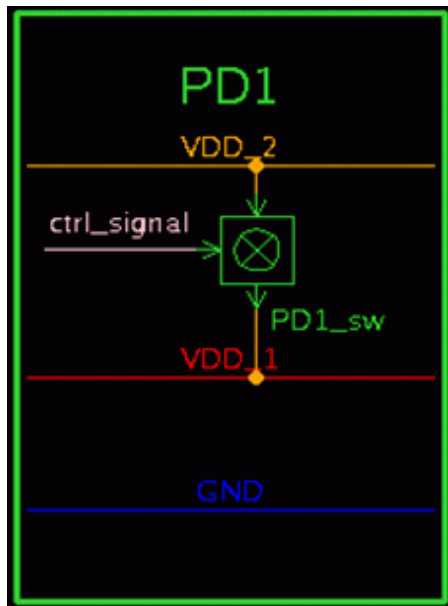 PD1
VDD_2
ctrl_signal
PD1_sw
VDD_1
GND